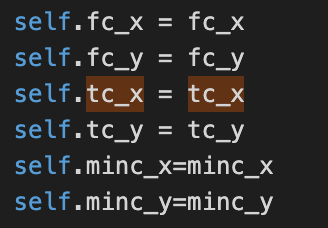 self.fc_x = fc_x
self.fc_y = fc_y
self.tc_x = tc_x
self.tc_y = tc_y
self.minc_x=minc_x
self.minc_y=minc_y